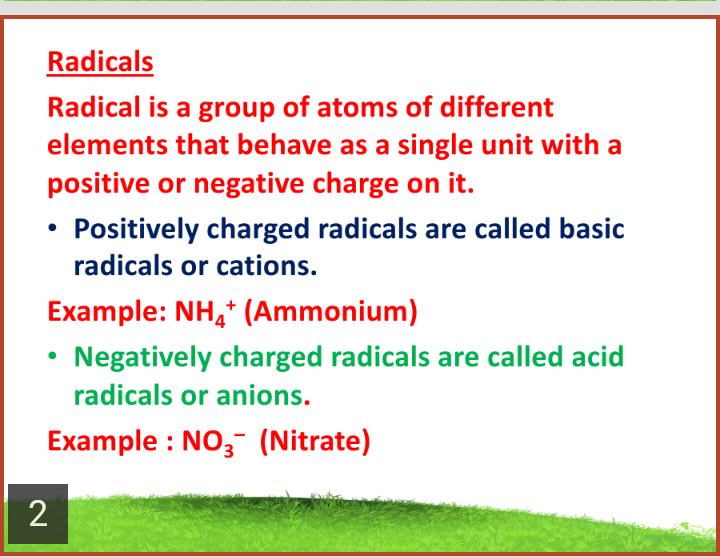 Radicals
Radical is a group of atoms of different
elements that behave as a single unit with a
positive or negative charge on it.
• Positively charged radicals are called basic
radicals or cations.
Example: NH₄⁺ (Ammonium)
• Negatively charged radicals are called acid
radicals or anions.
Example : NO₃⁻ (Nitrate)
2